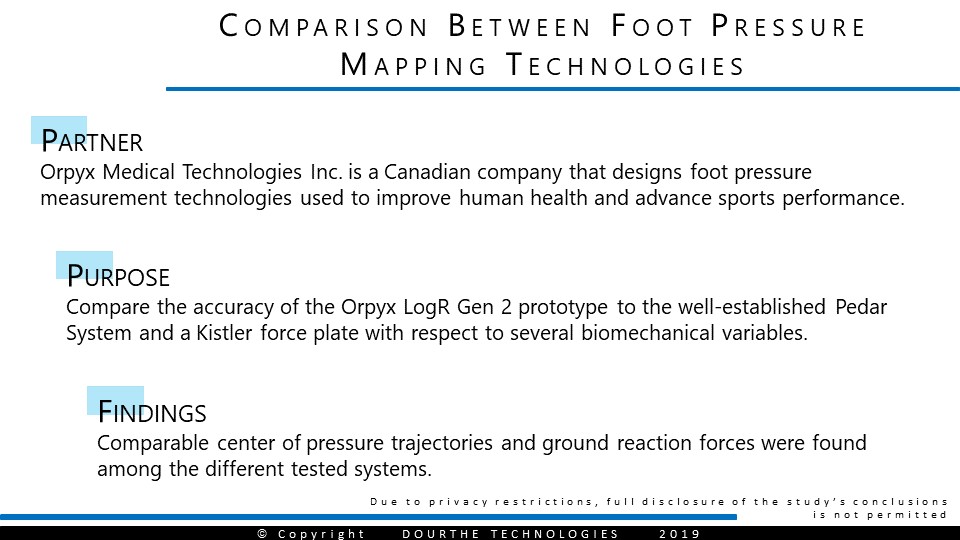 Comparison Between Foot Pressure
Mapping Technologies
Partner
Orpyx Medical Technologies Inc. is a Canadian company that designs foot pressure
measurement technologies used to improve human health and advance sports performance.
Purpose
Compare the accuracy of the Orpyx LogR Gen 2 prototype to the well-established Pedar
System and a Kistler force plate with respect to several biomechanical variables.
Findings
Comparable center of pressure trajectories and ground reaction forces were found
among the different tested systems.
Due to privacy restrictions, full disclosure of the study's conclusions
is not permitted
© Copyright DOURTHE TECHNOLOGIES 2019